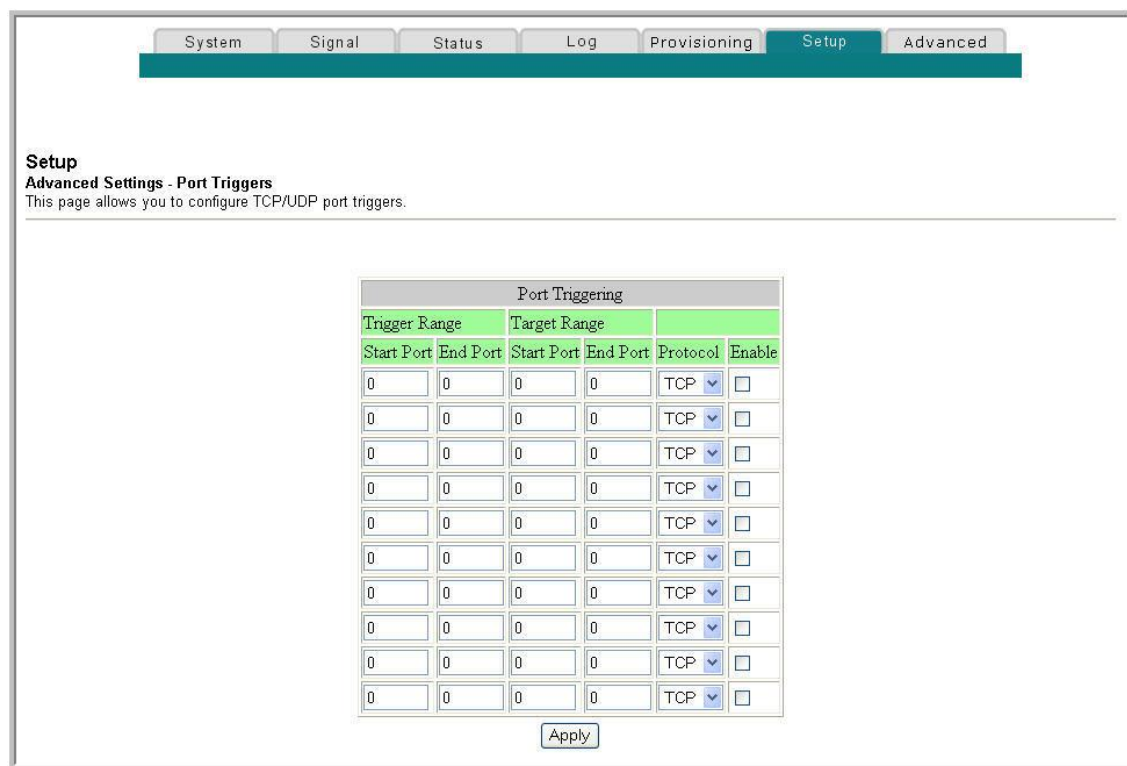 System Signal Status Log Provisioning Setup Advanced
Setup
Advanced Settings - Port Triggers
This page allows you to configure TCP/UDP port triggers.
Port Triggering
Trigger Range Target Range
Start Port End Port Start Port End Port Protocol Enable
0 0 0 0 TCP
0 0 0 0 TCP
0 0 0 0 TCP
0 0 0 0 TCP
0 0 0 0 TCP
0 0 0 0 TCP
0 0 0 0 TCP
0 0 0 0 TCP
0 0 0 0 TCP
0 0 0 0 TCP
Apply